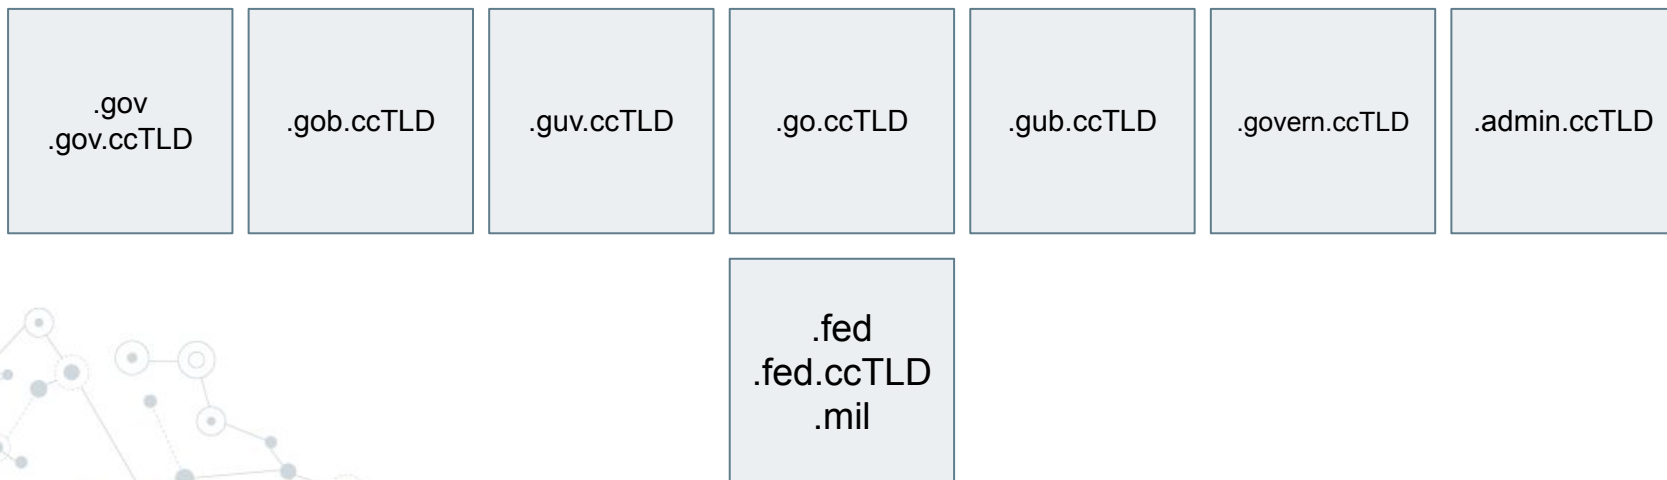 .gov
.gov.ccTLD
.gob.ccTLD
.guv.ccTLD
.go.ccTLD
.gub.ccTLD
.govern.ccTLD
.admin.ccTLD
.fed
.fed.ccTLD
.mil